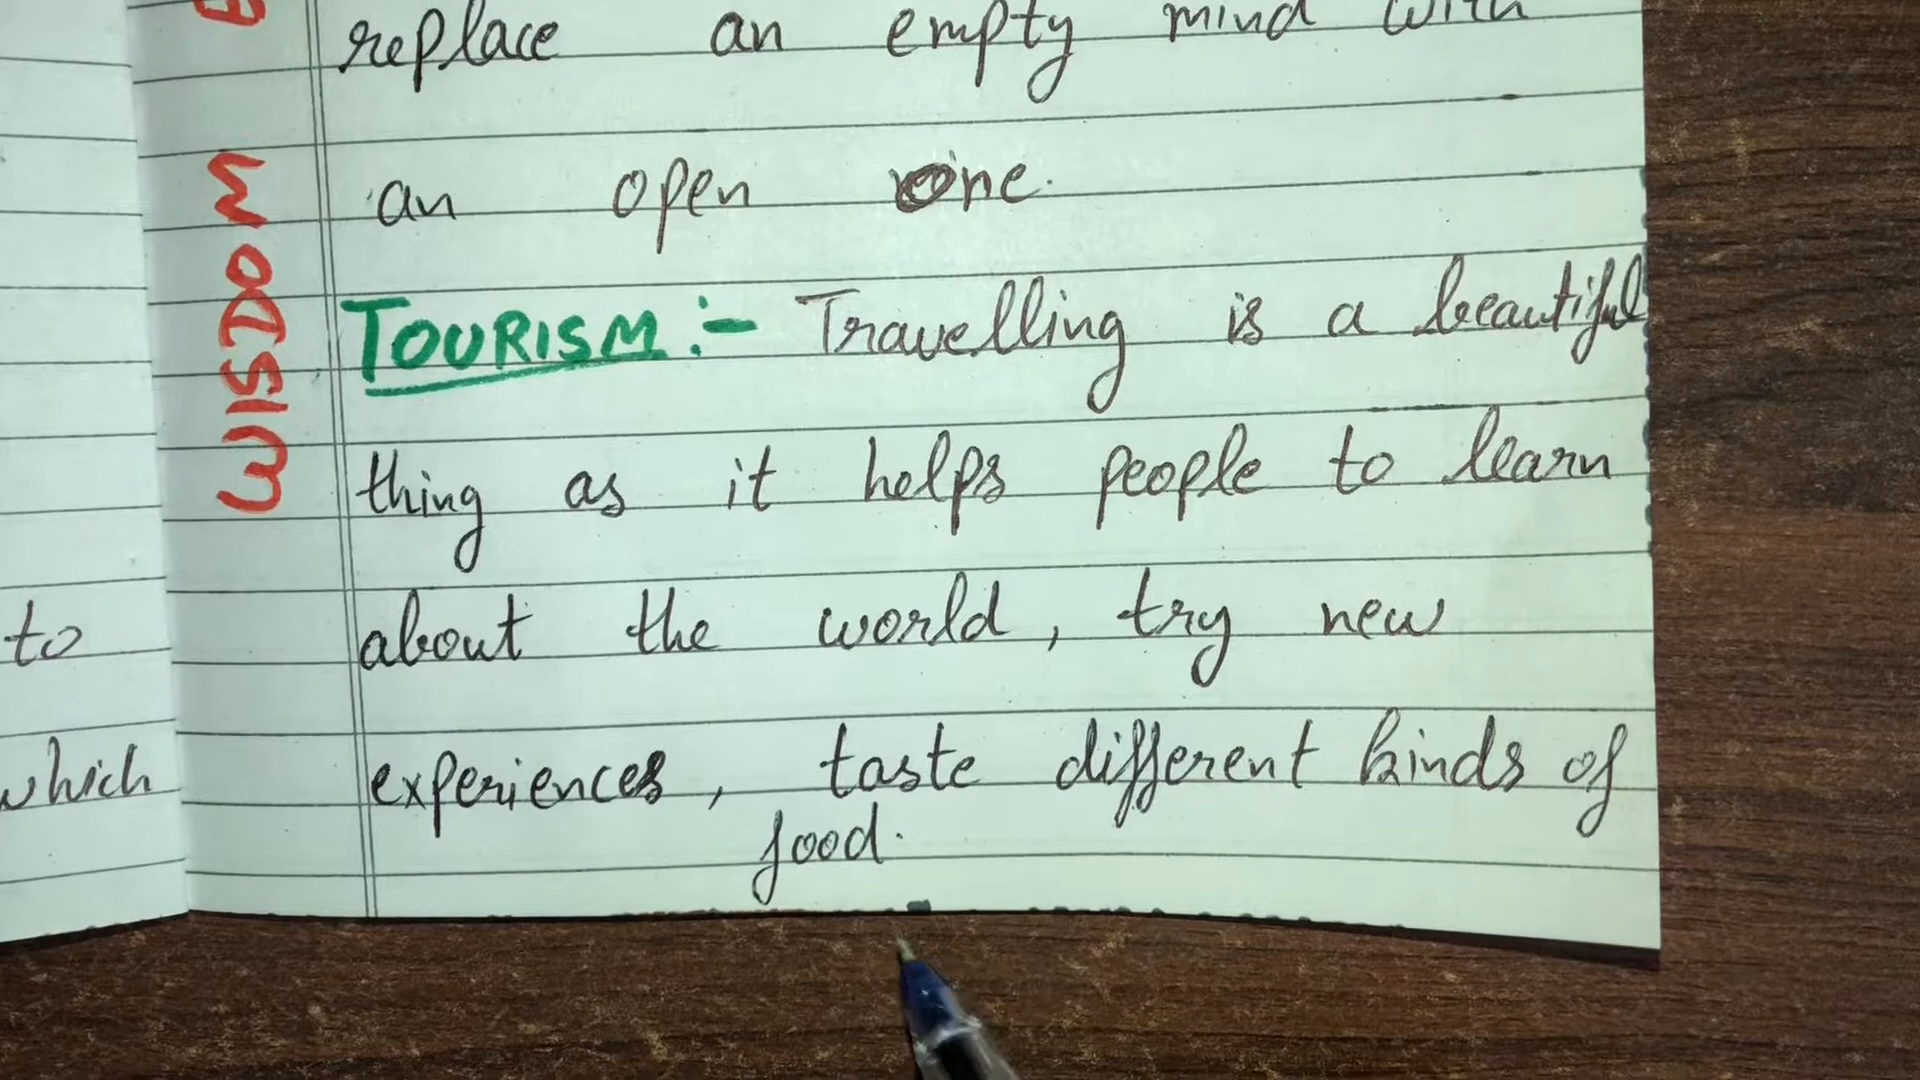 to
which
WISDOM
replace an empty mind with
an open one.
TOURISM :- Travelling is a beautiful
thing as it helps people to learn
about the world, try new
experiences, taste different kinds of
food.